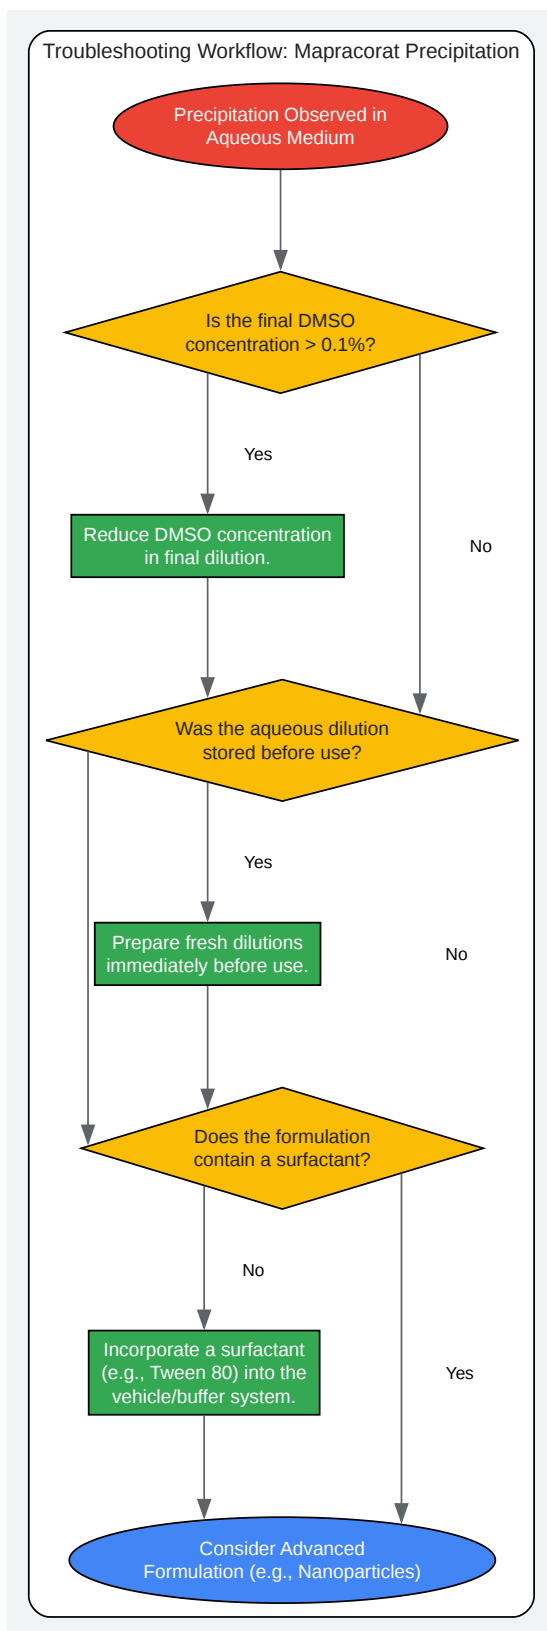 Troubleshooting Workflow: Mapracorat Precipitation
Precipitation Observed in
Aqueous Medium
Is the final DMSO
concentration > 0.1%?
Yes
Reduce DMSO concentration
in final dilution.
No
Was the aqueous dilution
stored before use?
Yes
Prepare fresh dilutions
immediately before use.
No
Does the formulation
contain a surfactant?
No
Incorporate a surfactant
(e.g., Tween 80) into the
vehicle/buffer system.
Yes
Consider Advanced
Formulation (e.g., Nanoparticles)